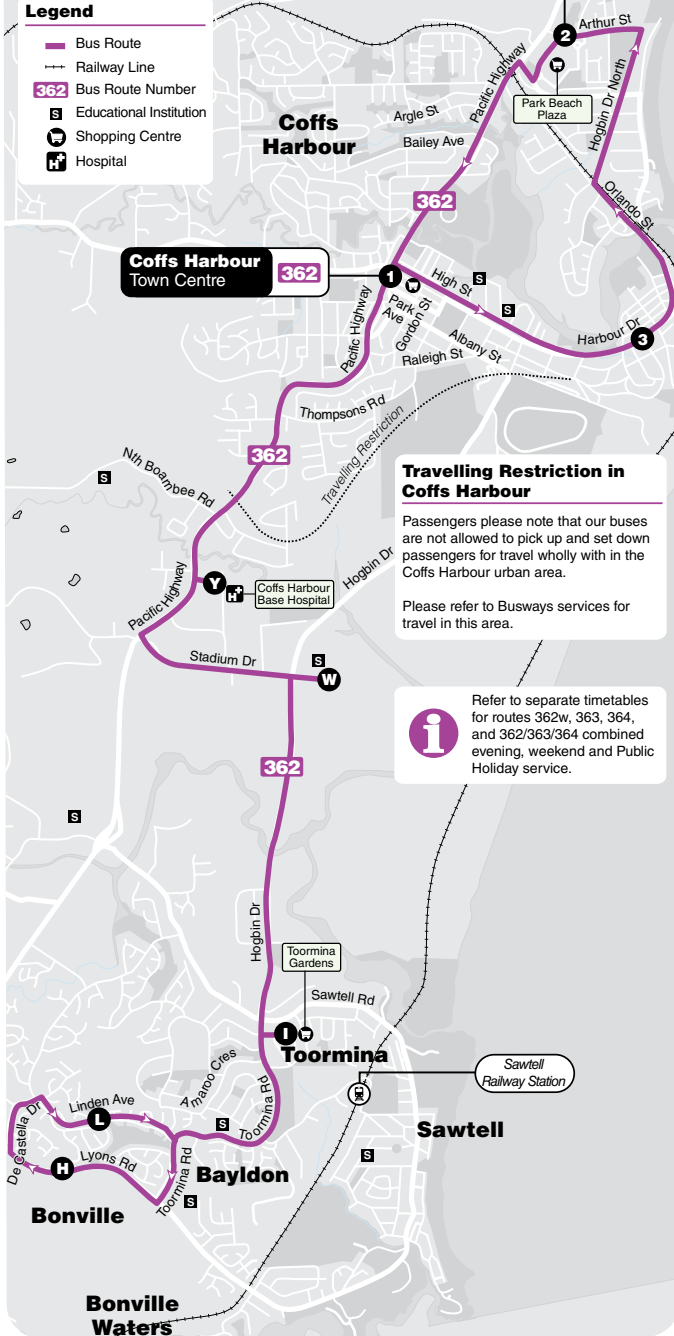 Legend
Bus Route
Railway Line
362 Bus Route Number
S Educational Institution
Shopping Centre
H Hospital
2
Arthur St
Park Beach
Plaza
Hogbin Dr North
Pacific Highway
Argle St
Bailey Ave
Coffs
Harbour
362
Orlando St
Coffs Harbour
Town Centre
362
1
High St
S
S
Park
Ave
Gordon St
Pacific Highway
Albany St
Raleigh St
Harbour Dr
3
Thompsons Rd
Travelling Restriction
362
Nth Boambee Rd
S
Travelling Restriction in
Coffs Harbour
Passengers please note that our buses
are not allowed to pick up and set down
passengers for travel wholly with in the
Coffs Harbour urban area.
Please refer to Busways services for
travel in this area.
Hogbin Dr
Y
H
Coffs Harbour
Base Hospital
Pacific Highway
Stadium Dr
S
W
362
i
Refer to separate timetables
for routes 362w, 363, 364,
and 362/363/364 combined
evening, weekend and Public
Holiday service.
S
Hogbin Dr
Toormina
Gardens
Sawtell Rd
I
Toormina
Sawtell
Railway Station
Amaroo Cres
Toormina Rd
Linden Ave
L
De Castella Dr
S
Sawtell
S
Lyons Rd
H
Toormina Rd
Bayldon
S
Bonville
Bonville
Waters